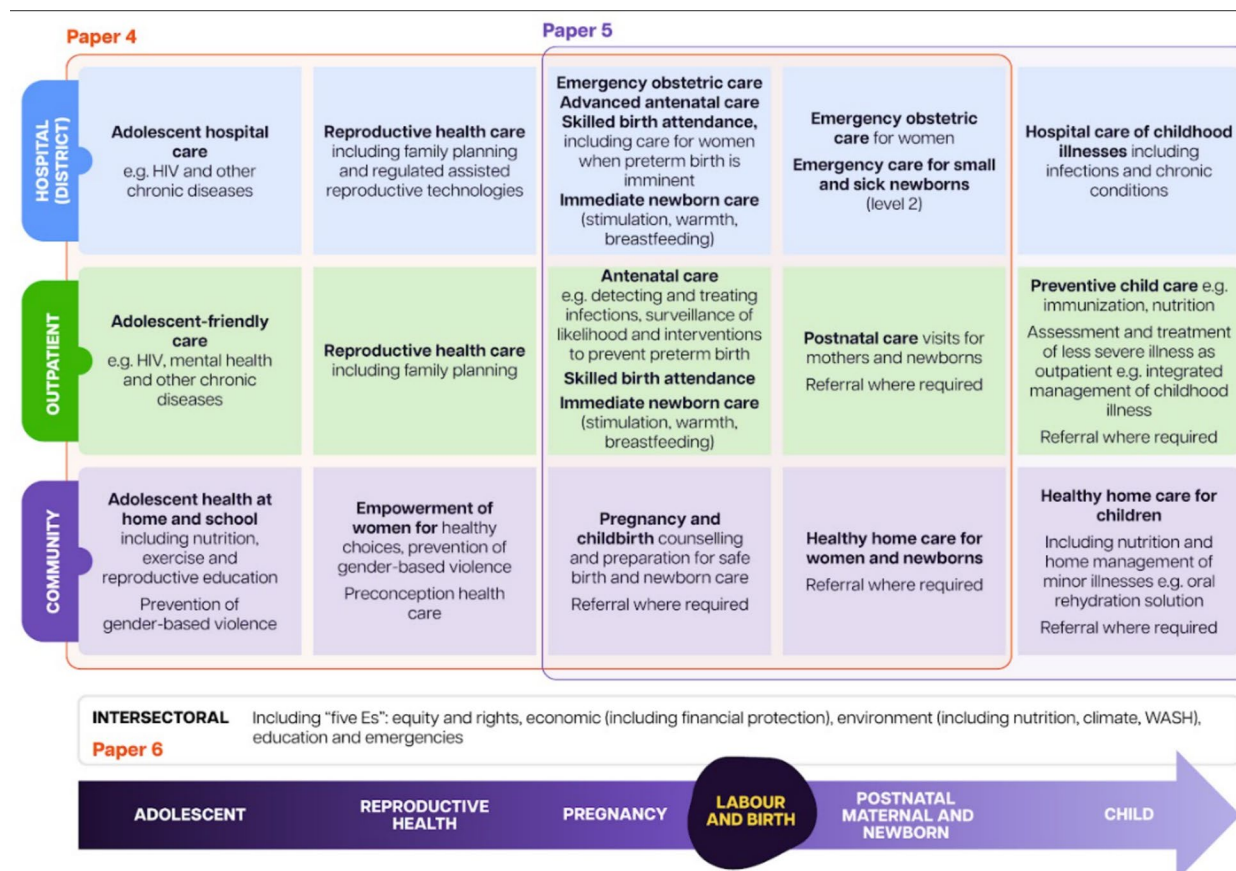 Paper 4
Paper 5
HOSPITAL
(DISTRICT)
Adolescent hospital
care
e.g. HIV and other
chronic diseases
Reproductive health care
including family planning
and regulated assisted
reproductive technologies
Emergency obstetric care
Advanced antenatal care
Skilled birth attendance,
including care for women
when preterm birth is
imminent
Immediate newborn care
(stimulation, warmth,
breastfeeding)
Emergency obstetric
care for women
Emergency care for small
and sick newborns
(level 2)
Hospital care of childhood
illnesses including
infections and chronic
conditions
OUTPATIENT
Adolescent-friendly
care
e.g. HIV, mental health
and other chronic
diseases
Reproductive health care
including family planning
Antenatal care
e.g. detecting and treating
infections, surveillance of
likelihood and interventions
to prevent preterm birth
Skilled birth attendance
Immediate newborn care
(stimulation, warmth,
breastfeeding)
Postnatal care visits for
mothers and newborns
Referral where required
Preventive child care e.g.
immunization, nutrition
Assessment and treatment
of less severe illness as
outpatient e.g. integrated
management of childhood
illness
Referral where required
COMMUNITY
Adolescent health at
home and school
including nutrition,
exercise and
reproductive education
Prevention of
gender-based violence
Empowerment of
women for healthy
choices, prevention of
gender-based violence
Preconception health
care
Pregnancy and
childbirth counselling
and preparation for safe
birth and newborn care
Referral where required
Healthy home care for
women and newborns
Referral where required
Healthy home care for
children
Including nutrition and
home management of
minor illnesses e.g. oral
rehydration solution
Referral where required
INTERSECTORAL
Paper 6
Including “five Es”: equity and rights, economic (including financial protection), environment (including nutrition, climate, WASH),
education and emergencies
ADOLESCENT
REPRODUCTIVE
HEALTH
PREGNANCY
LABOUR
AND BIRTH
POSTNATAL
MATERNAL AND
NEWBORN
CHILD